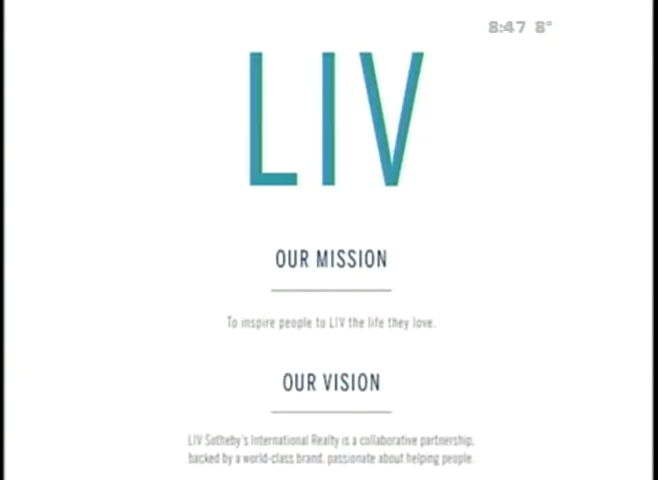 8:47 8°
LIV
OUR MISSION
To inspire people to LIV the life they love.
OUR VISION
LIV Sotheby's International Realty is a collaborative partnership,
backed by a world-class brand, passionate about helping people.